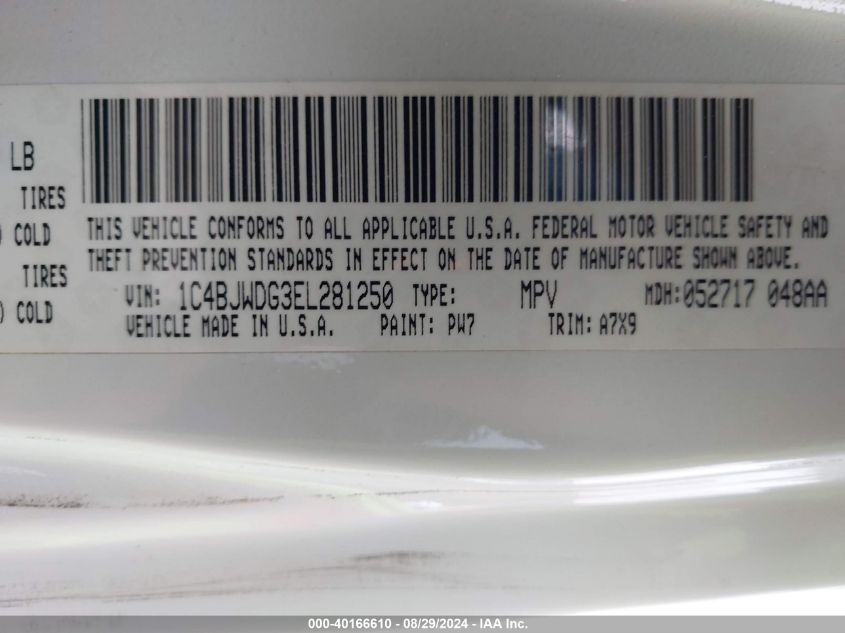 LB
TIRES
COLD
TIRES
) COLD
THIS VEHICLE CONFORMS TO ALL APPLICABLE U.S.A. FEDERAL MOTOR VEHICLE SAFETY AND
THEFT PREVENTION STANDARDS IN EFFECT ON THE DATE OF MANUFACTURE SHOWN ABOVE.
VIN: 1C4BJWDG3EL281250 TYPE: MPV MDH:052717 048AA
VEHICLE MADE IN U.S.A. PAINT: PW7 TRIM: A7X9
000-40166610 - 08/29/2024 - IAA Inc.